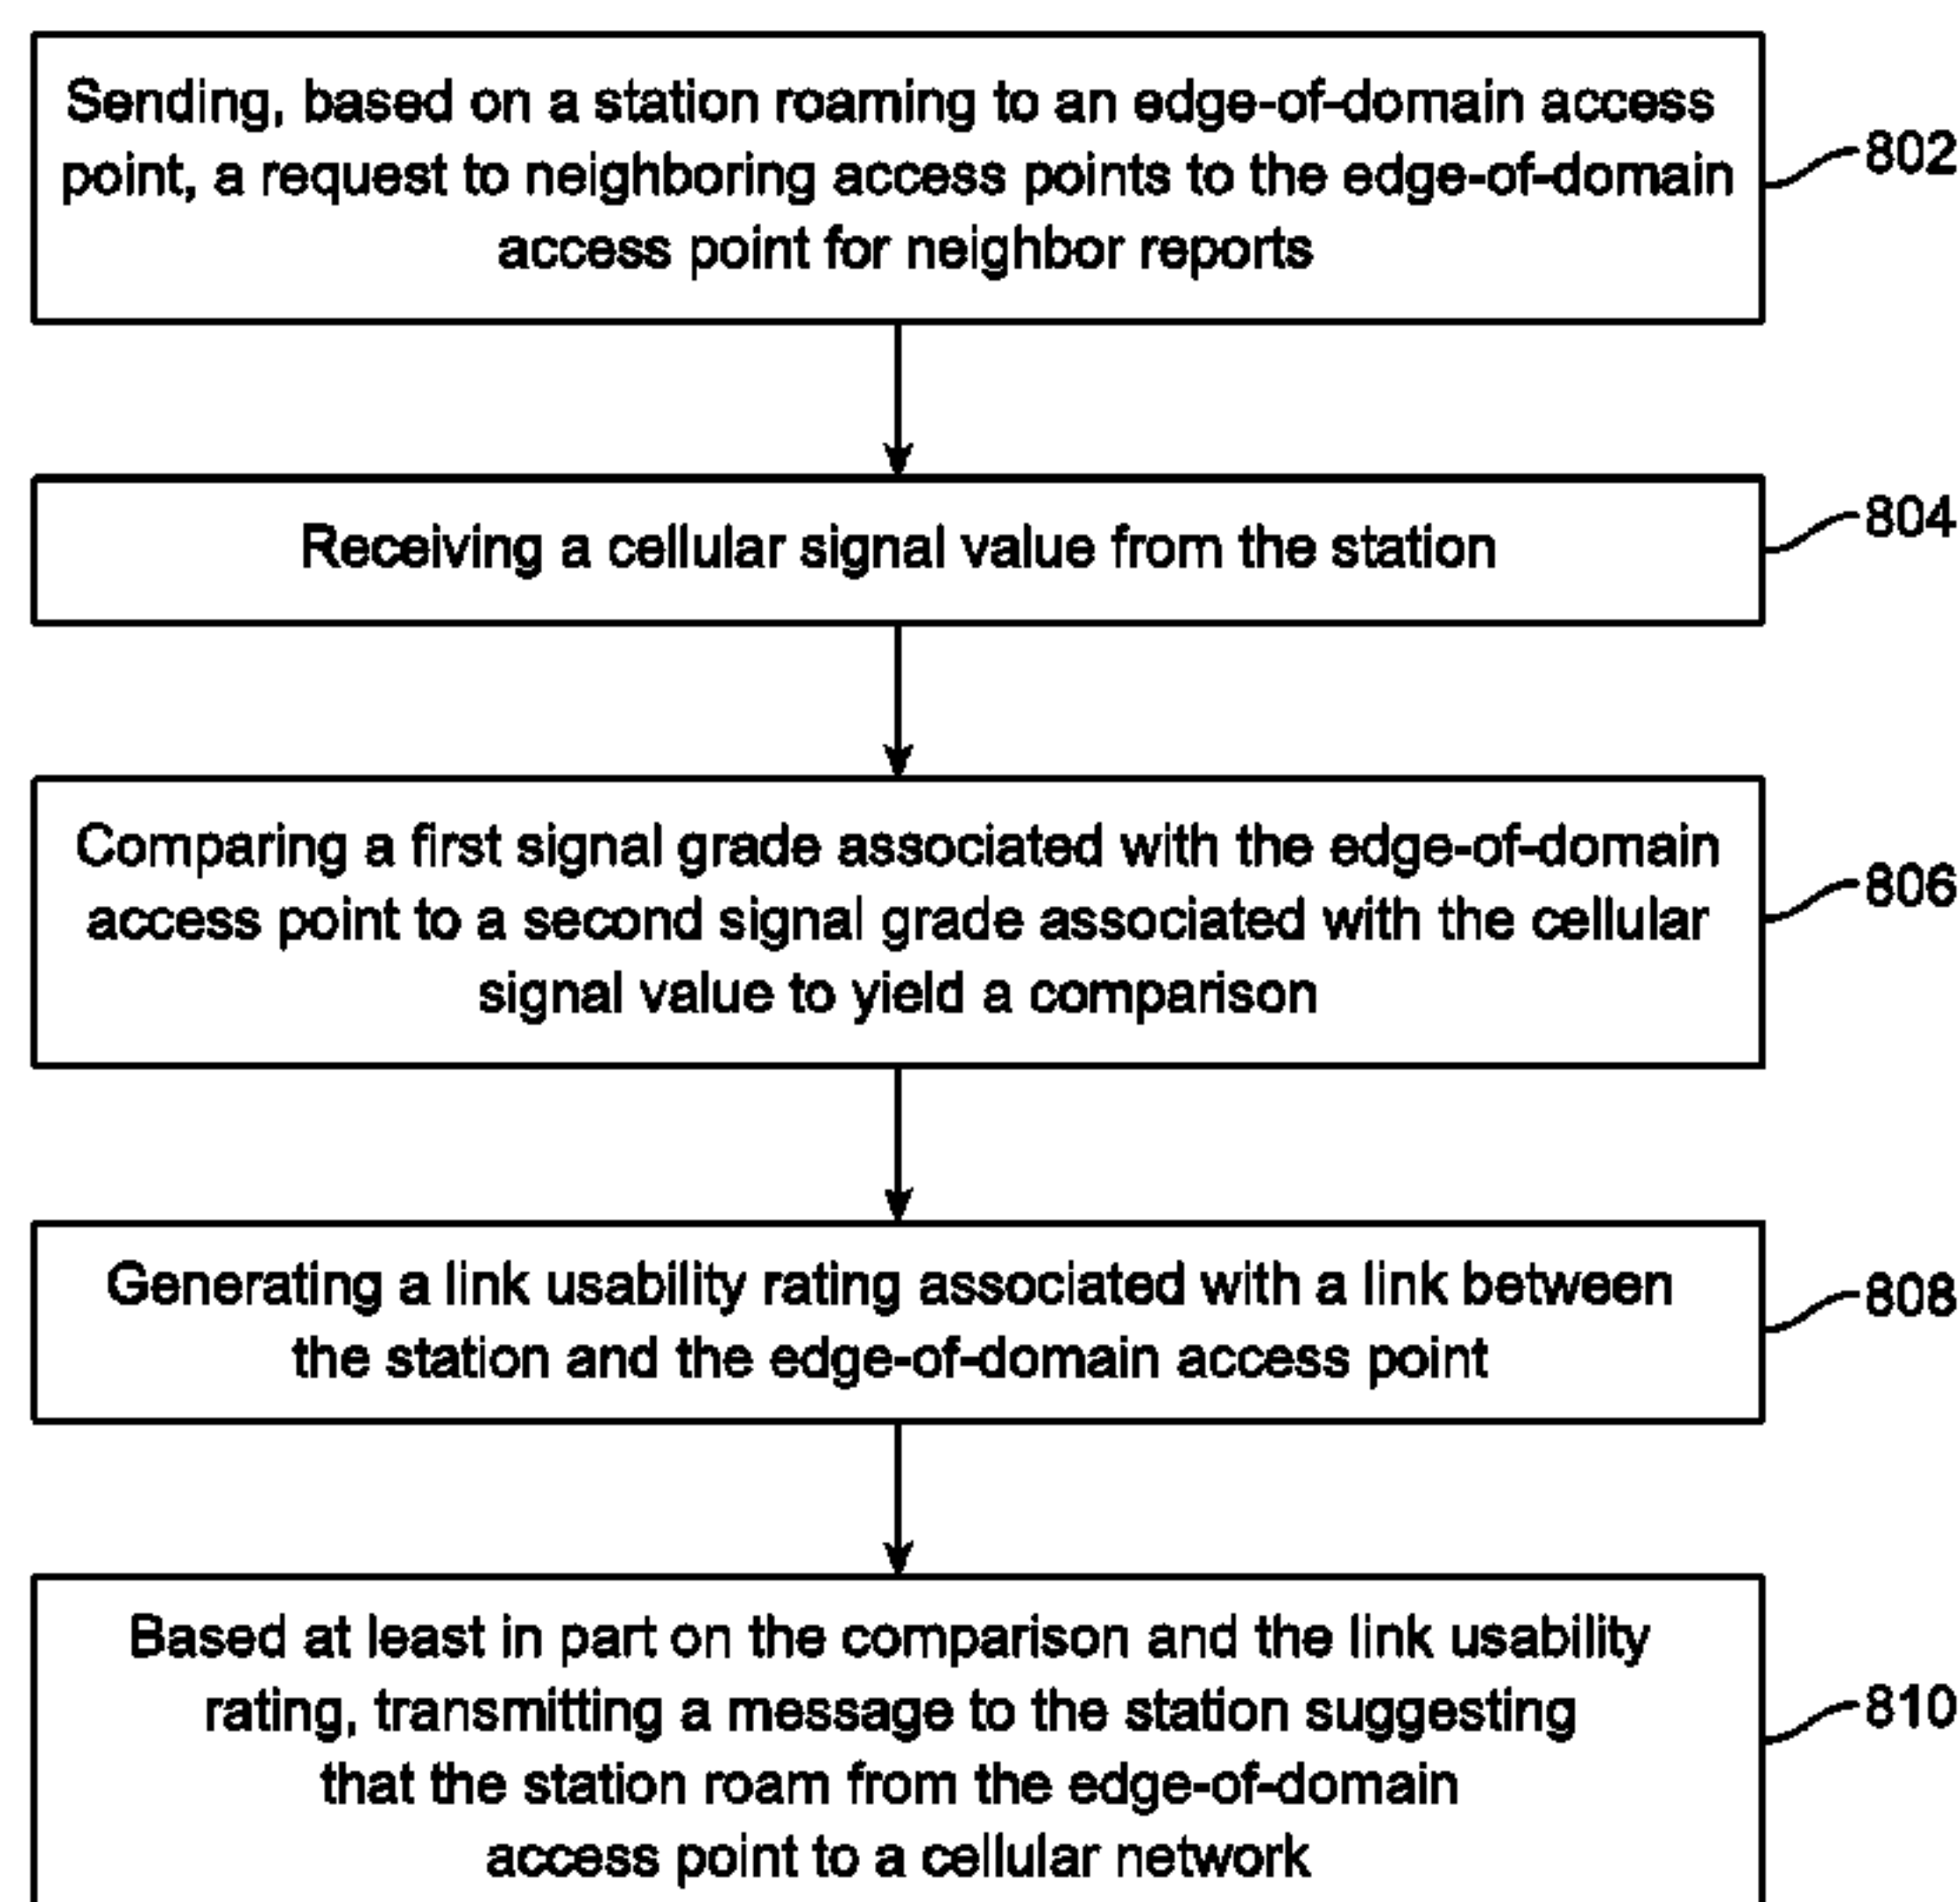 Sending, based on a station roaming to an edge-of-domain access
point, a request to neighboring access points to the edge-of-domain
access point for neighbor reports
802
Receiving a cellular signal value from the station
804
Comparing a first signal grade associated with the edge-of-domain
access point to a second signal grade associated with the cellular
signal value to yield a comparison
806
Generating a link usability rating associated with a link between
the station and the edge-of-domain access point
808
Based at least in part on the comparison and the link usability
rating, transmitting a message to the station suggesting
that the station roam from the edge-of-domain
access point to a cellular network
810